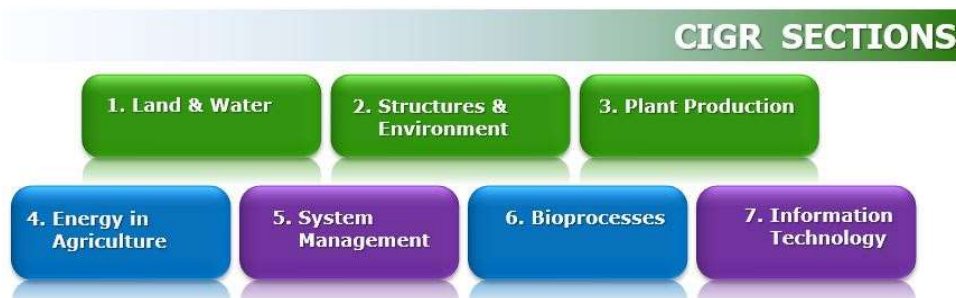 CIGR SECTIONS
1. Land & Water
2. Structures &
Environment
3. Plant Production
4. Energy in
Agriculture
5. System
Management
6. Bioprocesses
7. Information
Technology